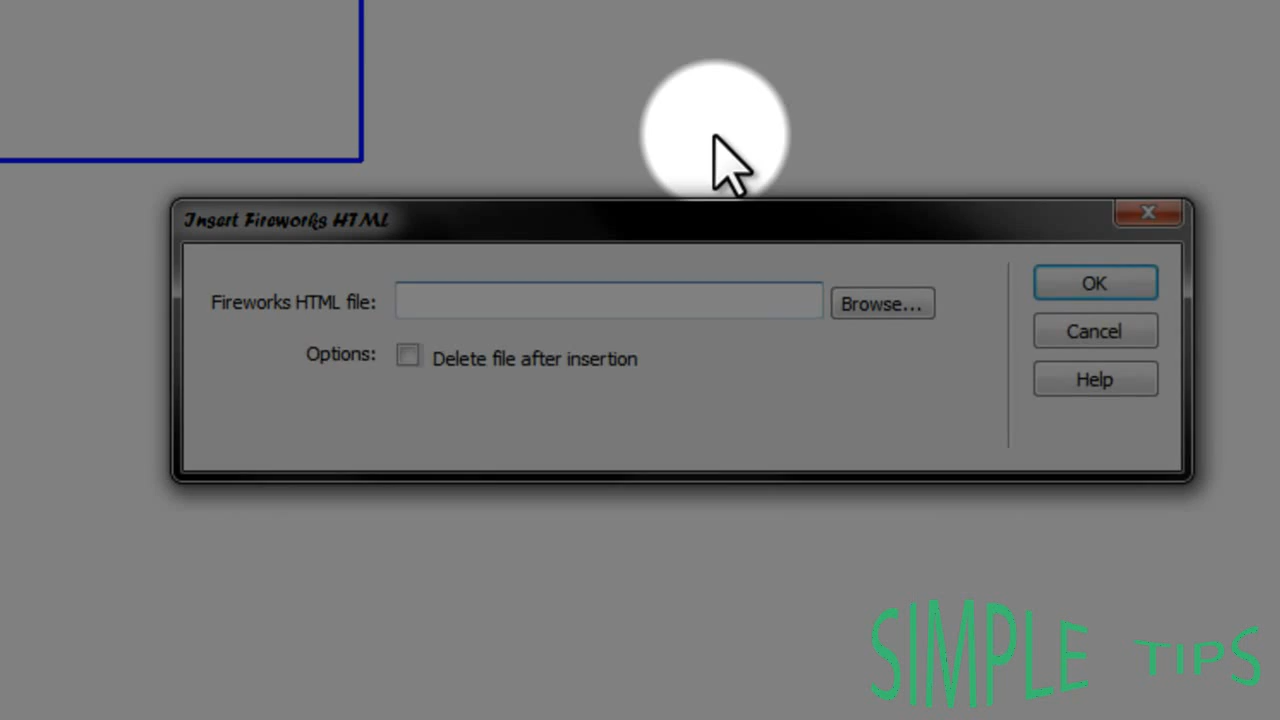 Insert Fireworks HTML
Fireworks HTML file:
Browse...
OK
Options:
Delete file after insertion
Cancel
Help
SIMPLE TIPS